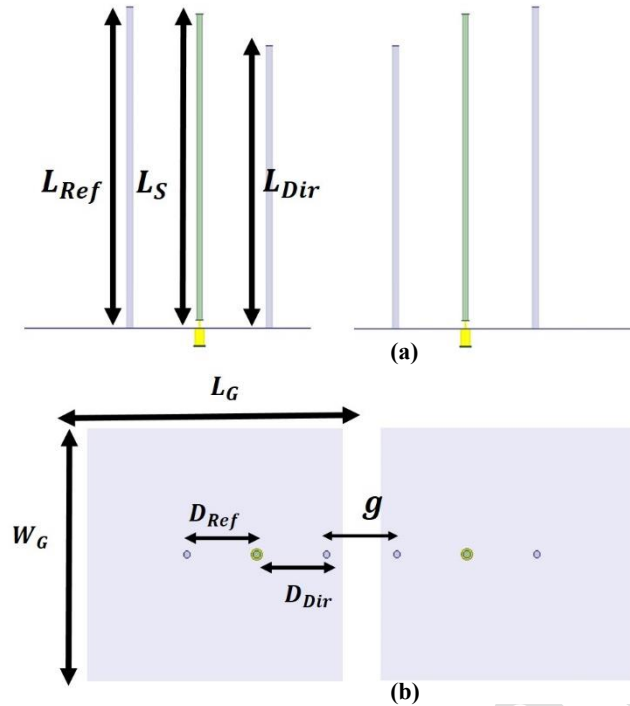 L_Ref
L_S
L_Dir
(a)
L_G
W_G
D_Ref
g
D_Dir
(b)